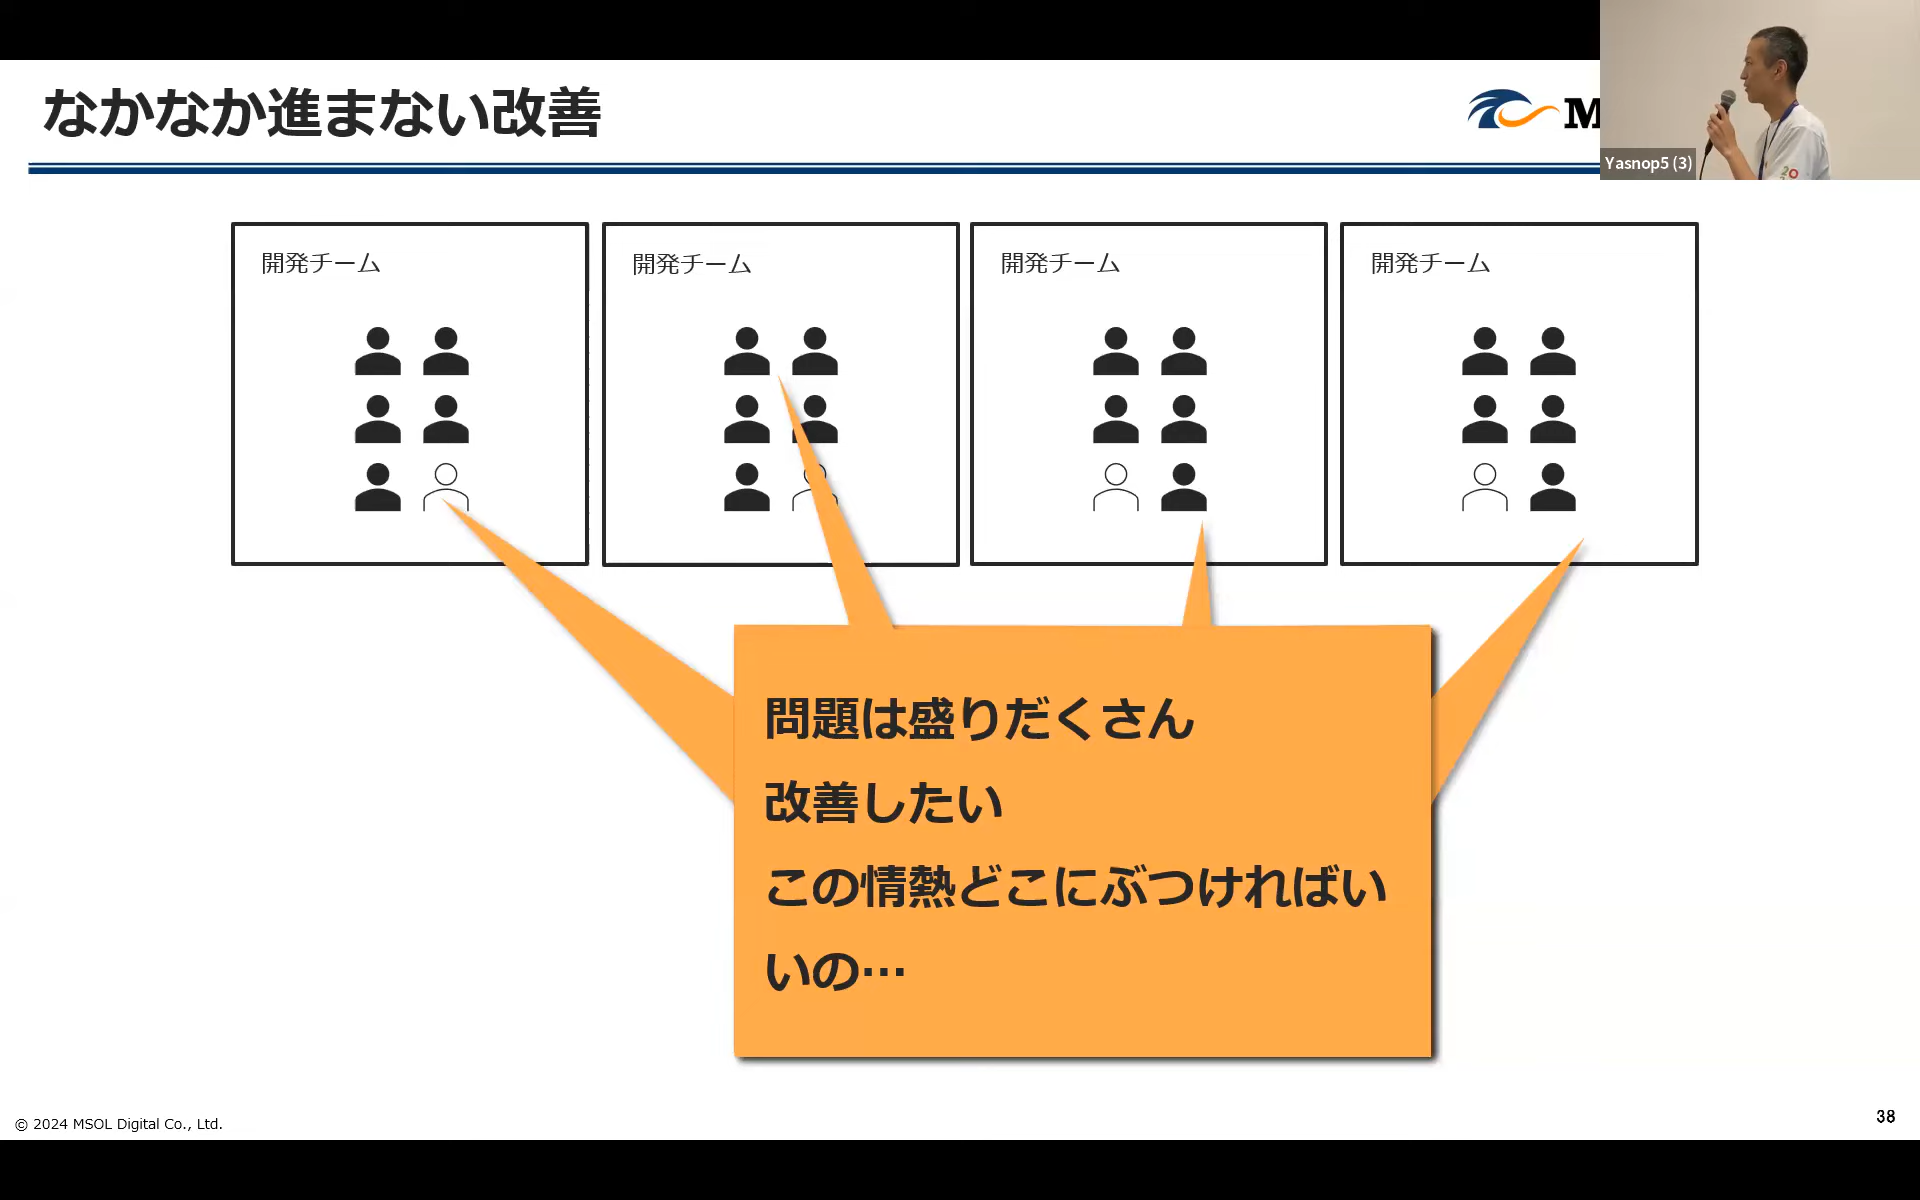 なかなか進まない改善
M
Yasnop5 (3)
開発チーム
開発チーム
開発チーム
開発チーム
問題は盛りだくさん
改善したい
この情熱どこにぶつければい
いの…
© 2024 MSOL Digital Co., Ltd.
38